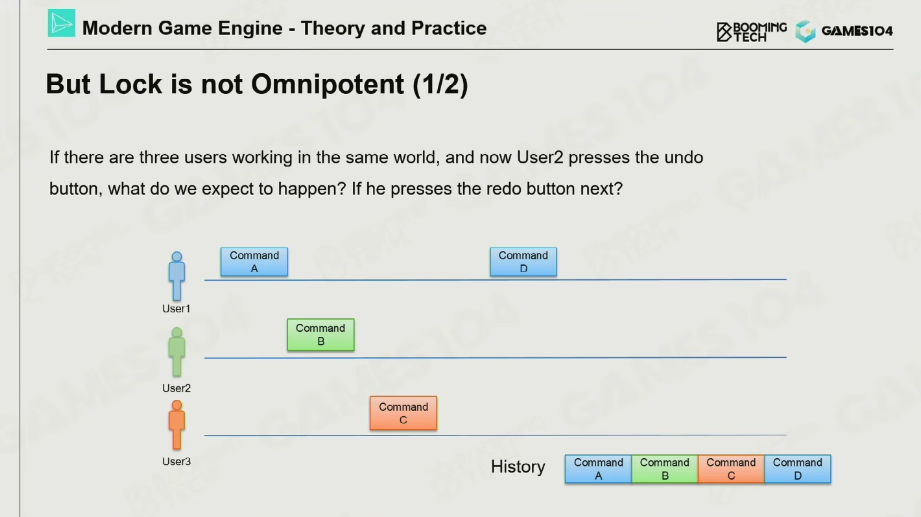 Modern Game Engine - Theory and Practice
BOOMING
TECH
GAMES104
But Lock is not Omnipotent (1/2)
If there are three users working in the same world, and now User2 presses the undo
button, what do we expect to happen? If he presses the redo button next?
Command
A
Command
D
User1
Command
B
User2
Command
C
User3
History
Command
A
Command
B
Command
C
Command
D